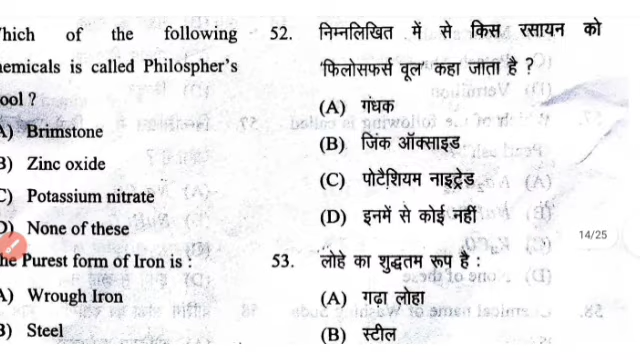 hich of the following
emicals is called Philospher's
ool ?
A) Brimstone
B) Zinc oxide
C) Potassium nitrate
D) None of these
he Purest form of Iron is :
A) Wrough Iron
B) Steel
52. निम्नलिखित में से किस रसायन को
'फिलोसफर्स वूल' कहा जाता है ?
(A) गंधक
(B) जिंक ऑक्साइड
(C) पोटैशियम नाइट्रेड
(D) इनमें से कोई नहीं
53. लोहे का शुद्धतम रूप है :
(A) गढ़ा लोहा
(B) स्टील
14/25